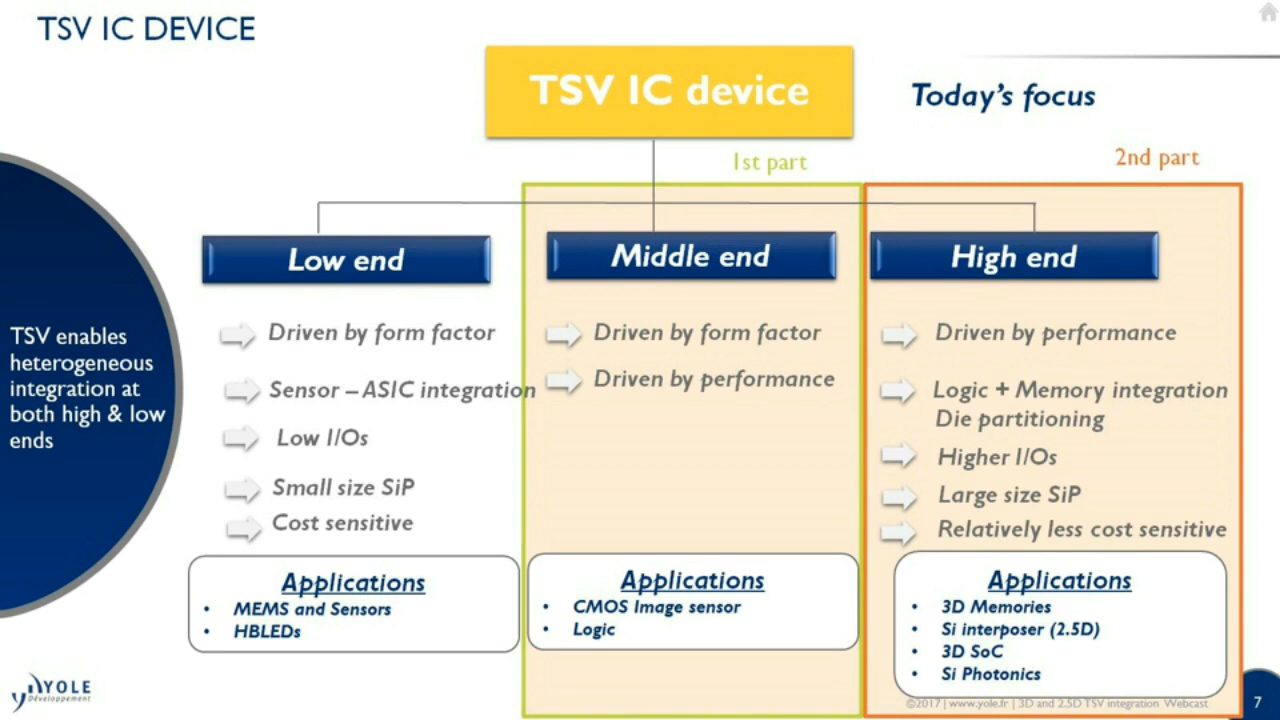 TSV IC DEVICE
TSV IC device
Today's focus
1st part
2nd part
Low end
Middle end
High end
TSV enables
heterogeneous
integration at
both high & low
ends
Driven by form factor
Sensor – ASIC integration
Low I/Os
Small size SiP
Cost sensitive
Applications
• MEMS and Sensors
• HBLEDs
Driven by form factor
Driven by performance
Applications
• CMOS Image sensor
• Logic
Driven by performance
Logic + Memory integration
Die partitioning
Higher I/Os
Large size SiP
Relatively less cost sensitive
Applications
• 3D Memories
• Si interposer (2.5D)
• 3D SoC
• Si Photonics
YOLE
Développement
©2017 | www.yole.fr | 3D and 2.5D TSV integration Webcast
7